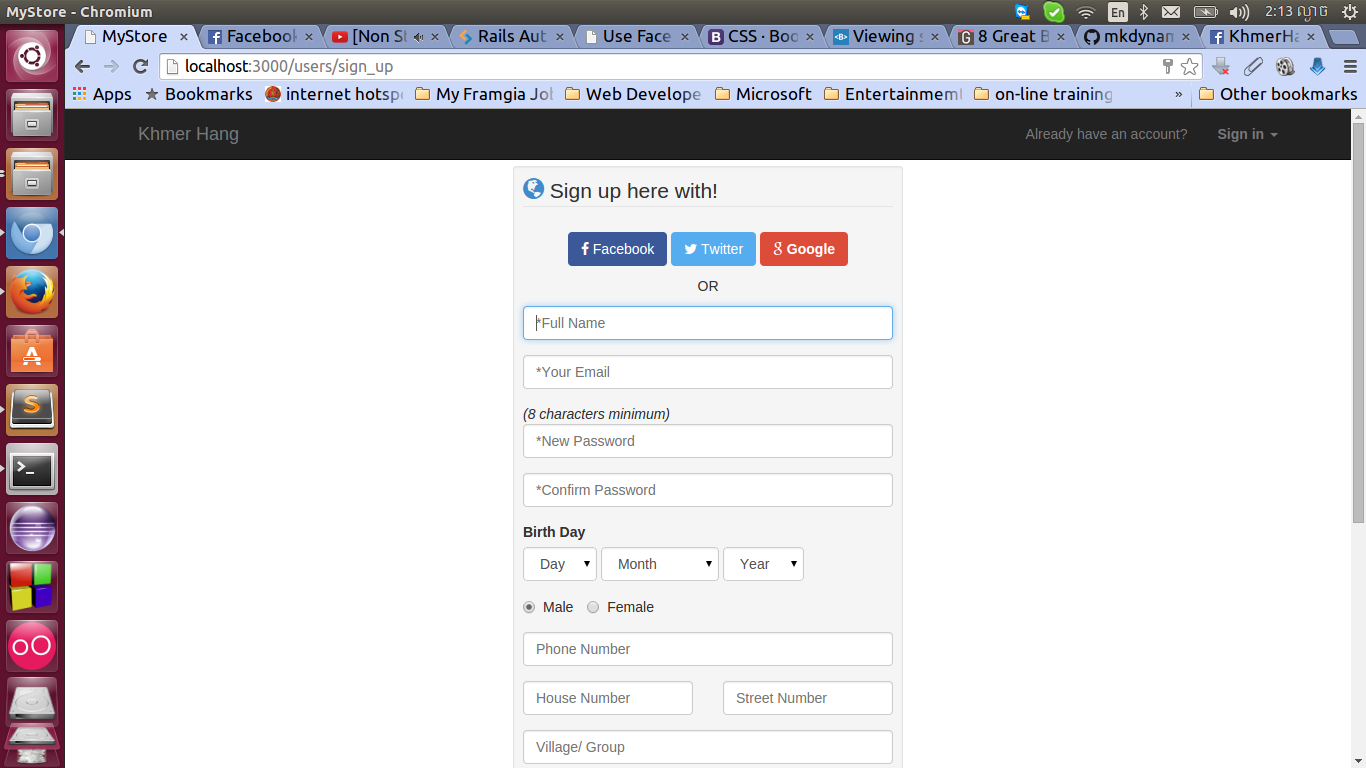 MyStore - Chromium
En
2:13 ល្ងាច
MyStore
Facebook
[Non St
Rails Aut
Use Face
CSS · Boo
Viewing s
8 Great B
mkdynam
KhmerHa
localhost:3000/users/sign_up
Apps
Bookmarks
internet hotspo
My Framgia Jol
Web Develope
Microsoft
Entertainment
on-line training
»
Other bookmarks
Khmer Hang
Already have an account?
Sign in
Sign up here with!
Facebook
Twitter
Google
OR
*Full Name
*Your Email
(8 characters minimum)
*New Password
*Confirm Password
Birth Day
Day
Month
Year
Male
Female
Phone Number
House Number
Street Number
Village/ Group